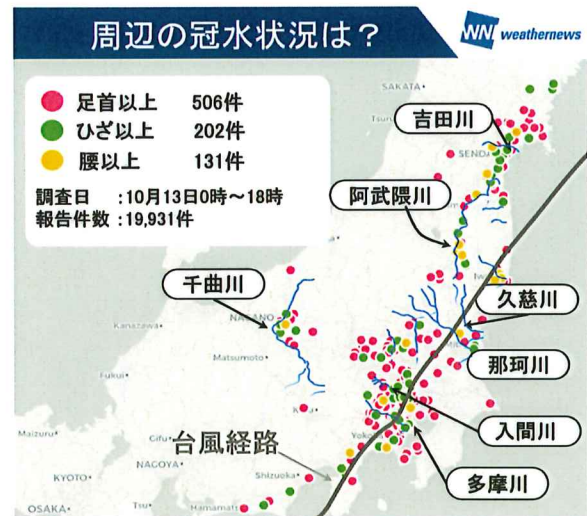 周辺の冠水状況は？
WN weathernews
足首以上 506件
ひざ以上 202件
腰以上 131件
調査日 :10月13日0時～18時
報告件数 :19,931件
SAKATA
吉田川
阿武隈川
千曲川
NAGANO
Kanazawa
Matsumoto
久慈川
那珂川
Fukui
入間川
Maizuru
Gifu
台風経路
NAGOYA
Shizuoka
多摩川
KYOTO
Tsu
OSAKA